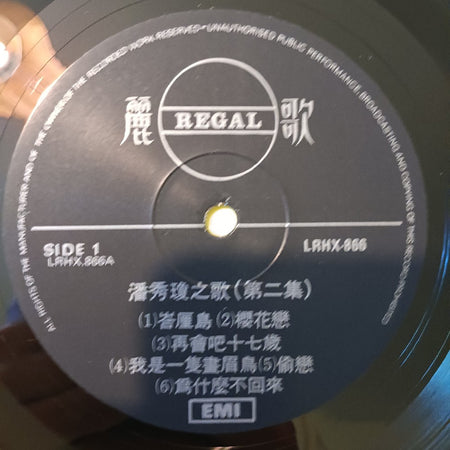 ALL RIGHTS OF THE MANUFACTURER AND OF THE OWNER OF THE RECORDED WORK RESERVED—UNAUTHORISED PUBLIC PERFORMANCE, BROADCASTING AND COPYING OF THIS RECORD PROHIBITED
麗 REGAL 歌
SIDE 1
LRHX.866A
LRHX-866
潘秀瓊之歌(第二集)
(1)峇厘島 (2)櫻花戀
(3)再會吧十七歲
(4)我是一隻畫眉鳥(5)偷戀
(6)爲什麼不回來
EMI